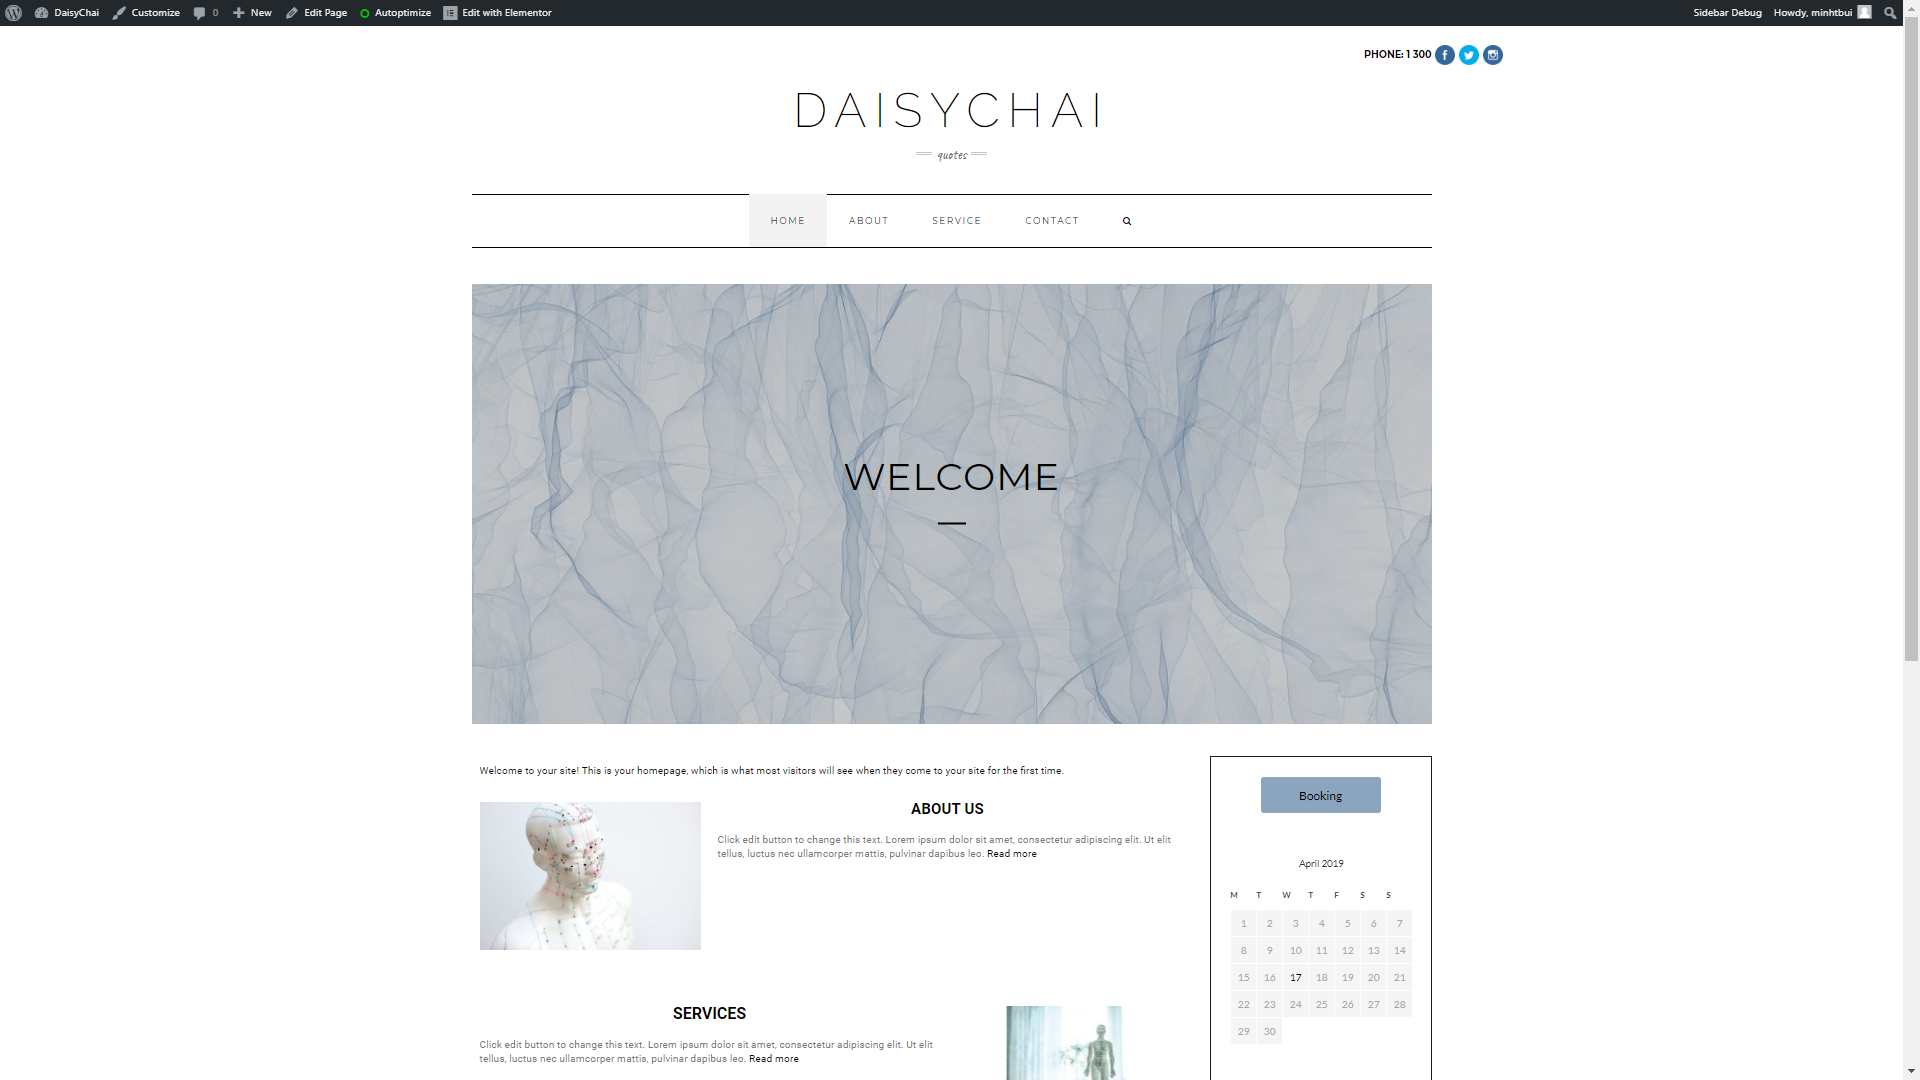 DaisyChai Customize 0 New Edit Page Autoptimize Edit with Elementor Sidebar Debug Howdy, minhtbui
PHONE: 1 300
DAISYCHAI
quotes
HOME ABOUT SERVICE CONTACT
WELCOME
Welcome to your site! This is your homepage, which is what most visitors will see when they come to your site for the first time.
ABOUT US
Click edit button to change this text. Lorem ipsum dolor sit amet, consectetur adipiscing elit. Ut elit
tellus, luctus nec ullamcorper mattis, pulvinar dapibus leo. Read more
SERVICES
Click edit button to change this text. Lorem ipsum dolor sit amet, consectetur adipiscing elit. Ut elit
tellus, luctus nec ullamcorper mattis, pulvinar dapibus leo. Read more
Booking
April 2019
M T W T F S S
1 2 3 4 5 6 7
8 9 10 11 12 13 14
15 16 17 18 19 20 21
22 23 24 25 26 27 28
29 30